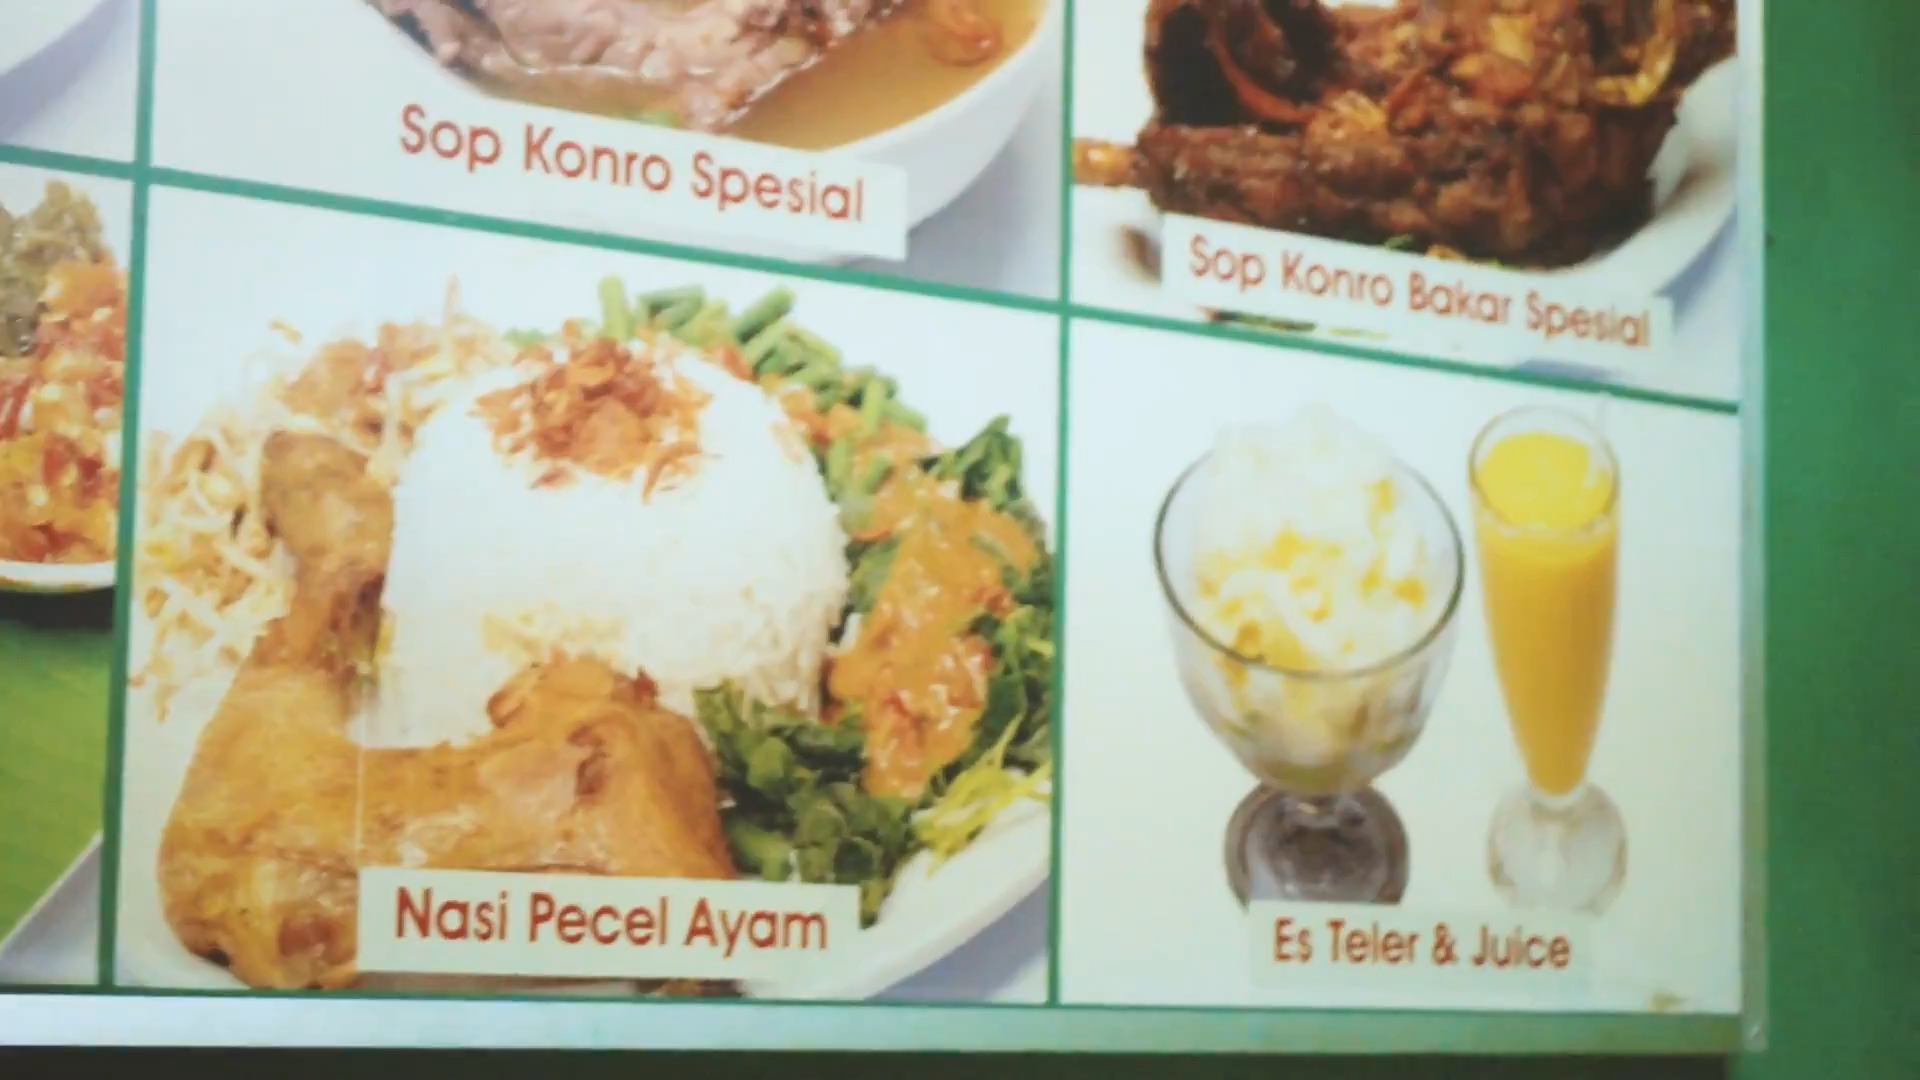 Sop Konro Spesial
Sop Konro Bakar Spesial
Nasi Pecel Ayam
Es Teler & Juice